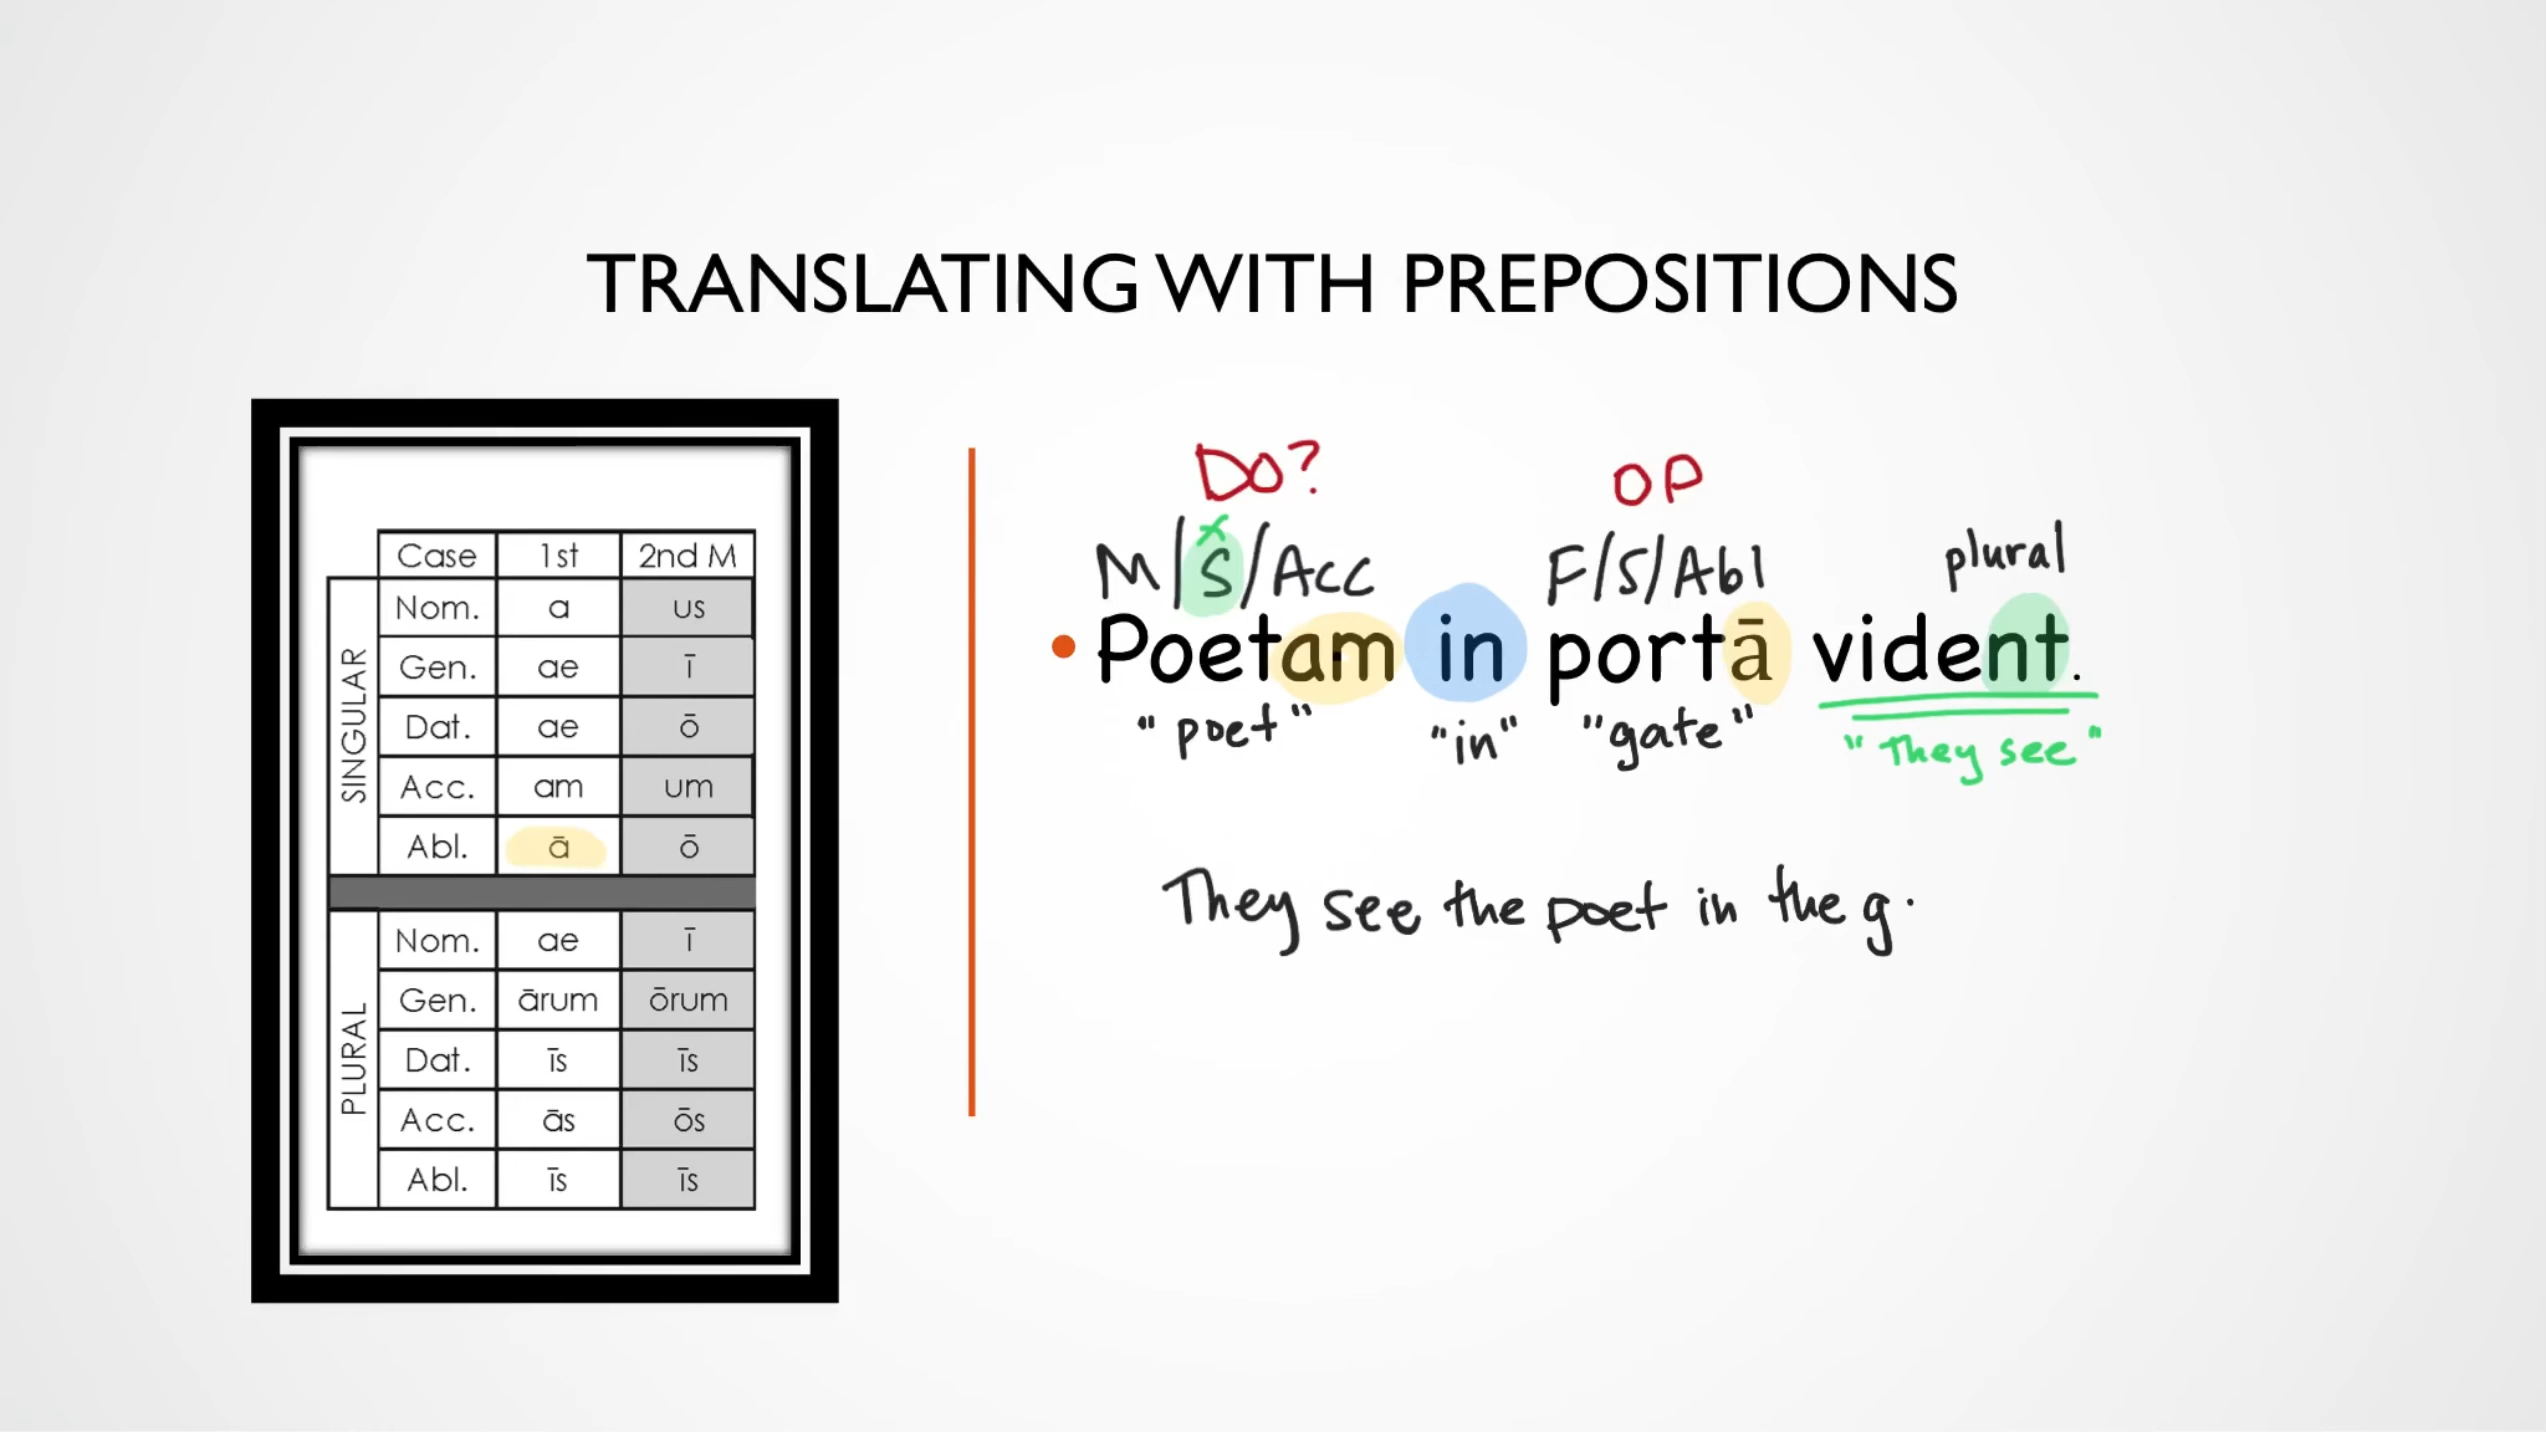 TRANSLATING WITH PREPOSITIONS
Case 1st 2nd M
SINGULAR
Nom. a us
Gen. ae ī
Dat. ae ō
Acc. am um
Abl. ā ō
PLURAL
Nom. ae ī
Gen. ārum ōrum
Dat. īs īs
Acc. ās ōs
Abl. īs īs
DO? OP
M/S/Acc F/S/Abl plural
• Poetam in portā vident.
"poet" "in" "gate" "They see"
They see the poet in the g.